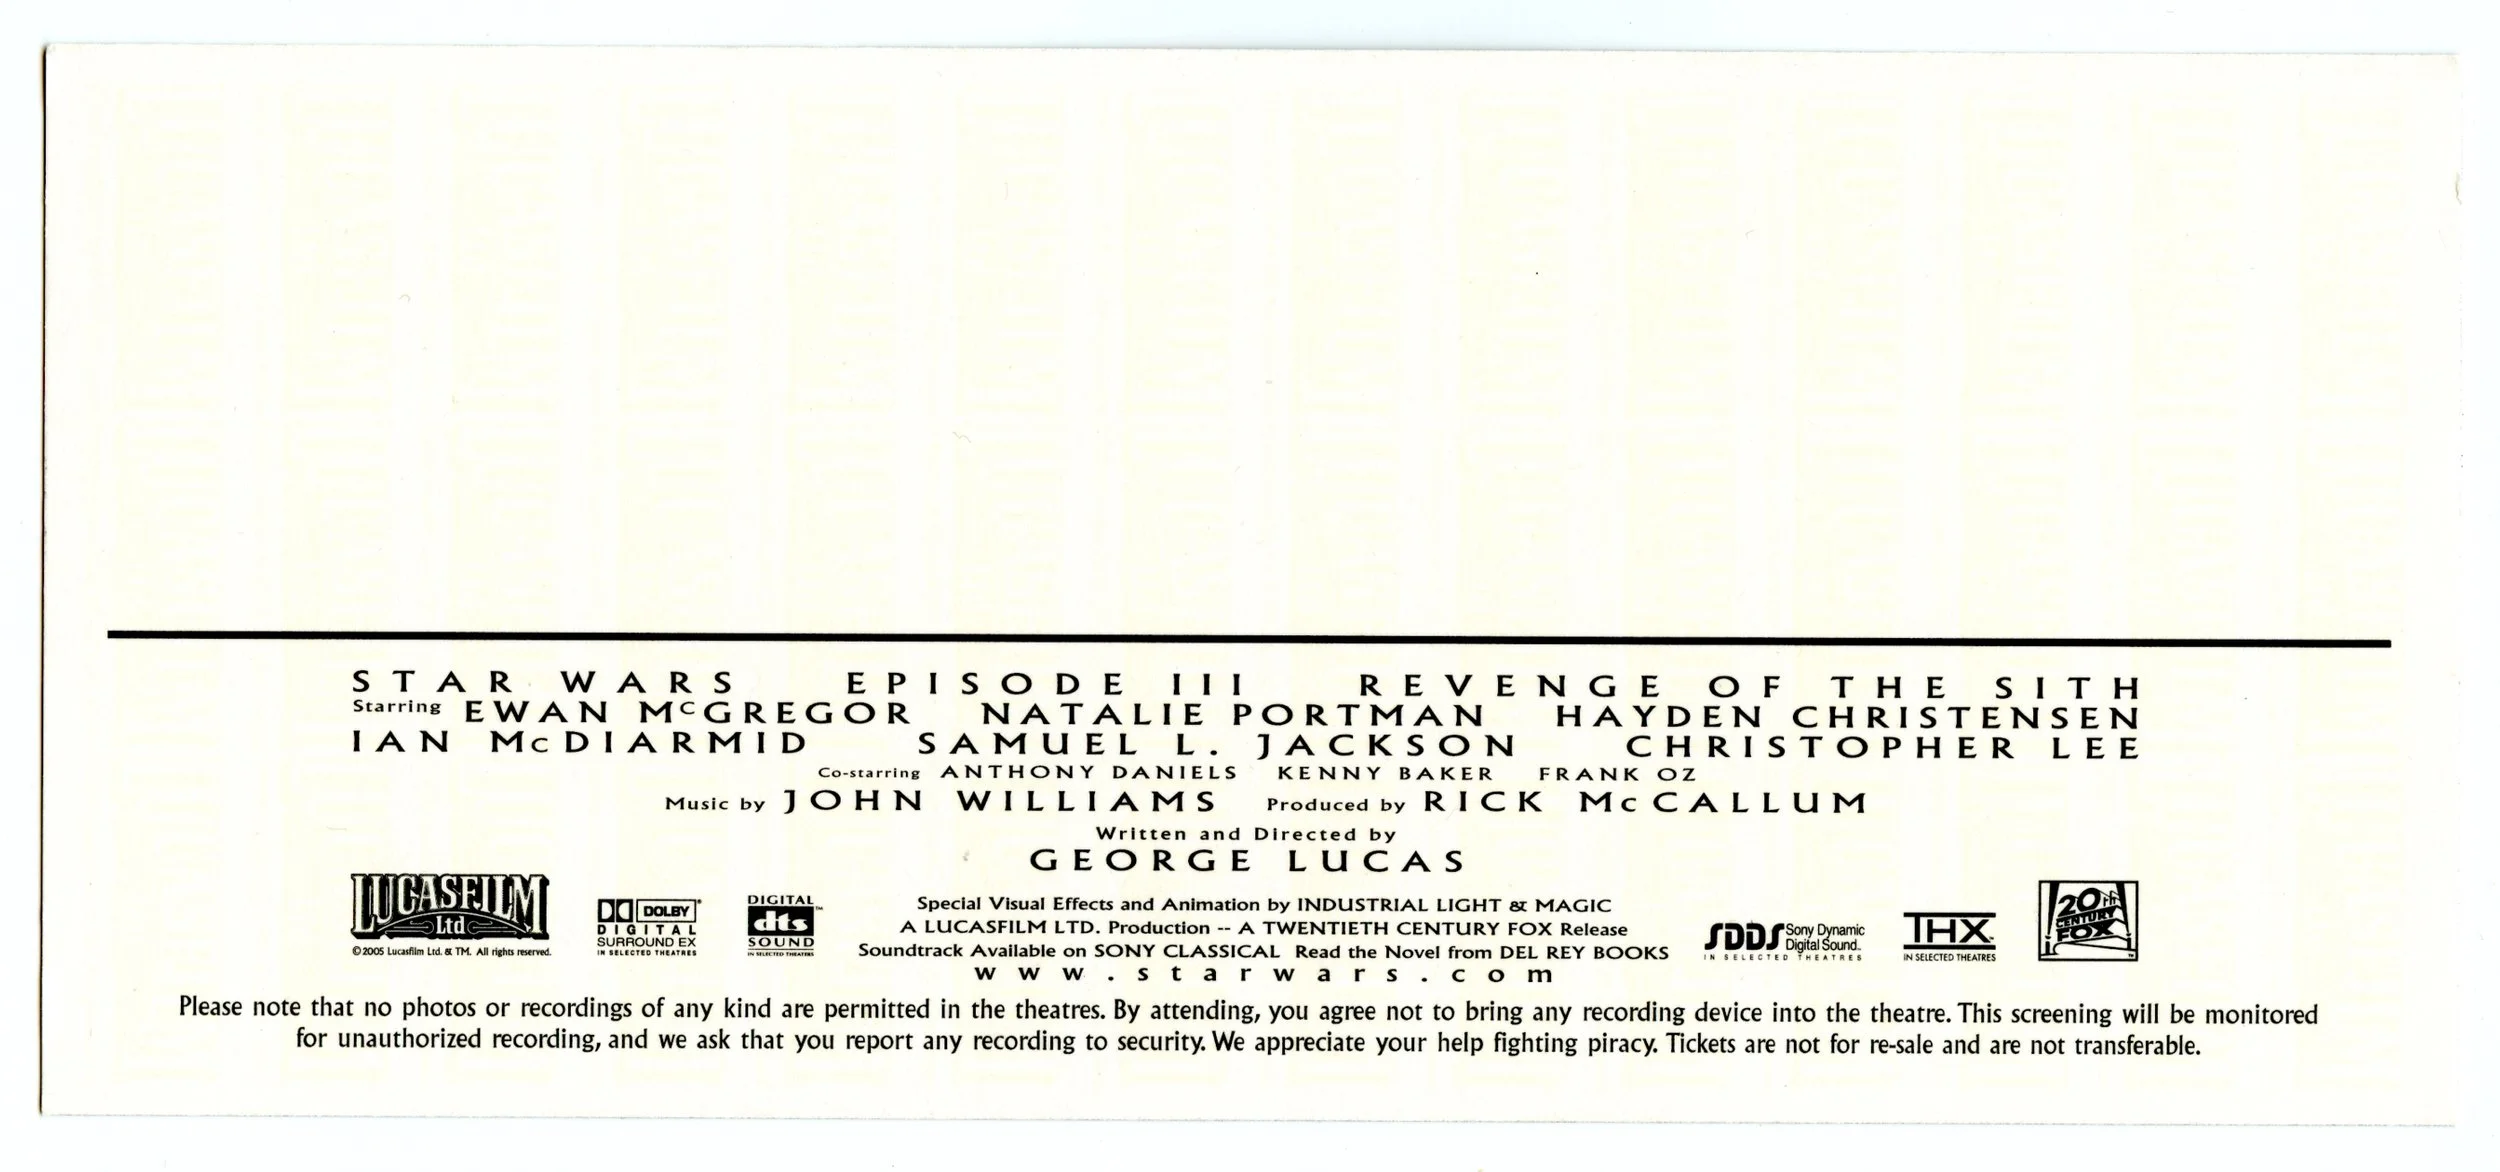 STAR WARS EPISODE III REVENGE OF THE SITH
Starring EWAN McGREGOR NATALIE PORTMAN HAYDEN CHRISTENSEN
IAN McDIARMID SAMUEL L. JACKSON CHRISTOPHER LEE
Co-starring ANTHONY DANIELS KENNY BAKER FRANK OZ
Music by JOHN WILLIAMS Produced by RICK McCALLUM
Written and Directed by
GEORGE LUCAS
LUCASFILM
Ltd
© 2005 Lucasfilm Ltd. & TM. All rights reserved.
DOLBY
DIGITAL
SURROUND EX
IN SELECTED THEATRES
DIGITAL
dts™
SOUND
IN SELECTED THEATERS
Special Visual Effects and Animation by INDUSTRIAL LIGHT & MAGIC
A LUCASFILM LTD. Production -- A TWENTIETH CENTURY FOX Release
Soundtrack Available on SONY CLASSICAL Read the Novel from DEL REY BOOKS
www.starwars.com
SDDS Sony Dynamic
Digital Sound.
IN SELECTED THEATRES
THX
IN SELECTED THEATRES
20th
CENTURY
FOX
Please note that no photos or recordings of any kind are permitted in the theatres. By attending, you agree not to bring any recording device into the theatre. This screening will be monitored
for unauthorized recording, and we ask that you report any recording to security. We appreciate your help fighting piracy. Tickets are not for re-sale and are not transferable.